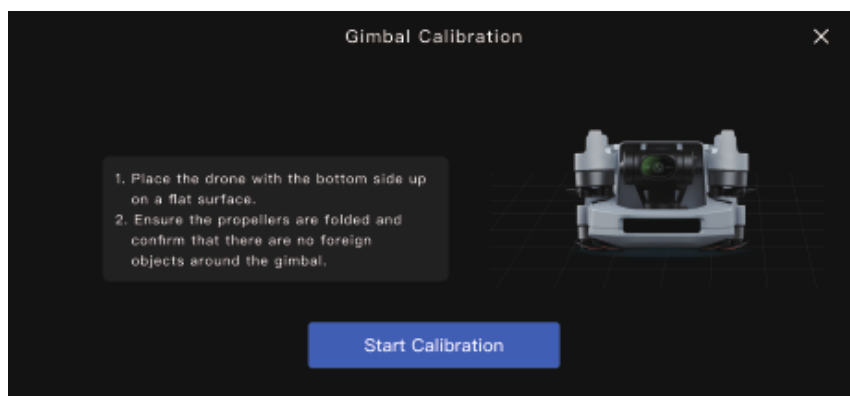 Gimbal Calibration
1. Place the drone with the bottom side up
on a flat surface.
2. Ensure the propellers are folded and
confirm that there are no foreign
objects around the gimbal.
Start Calibration